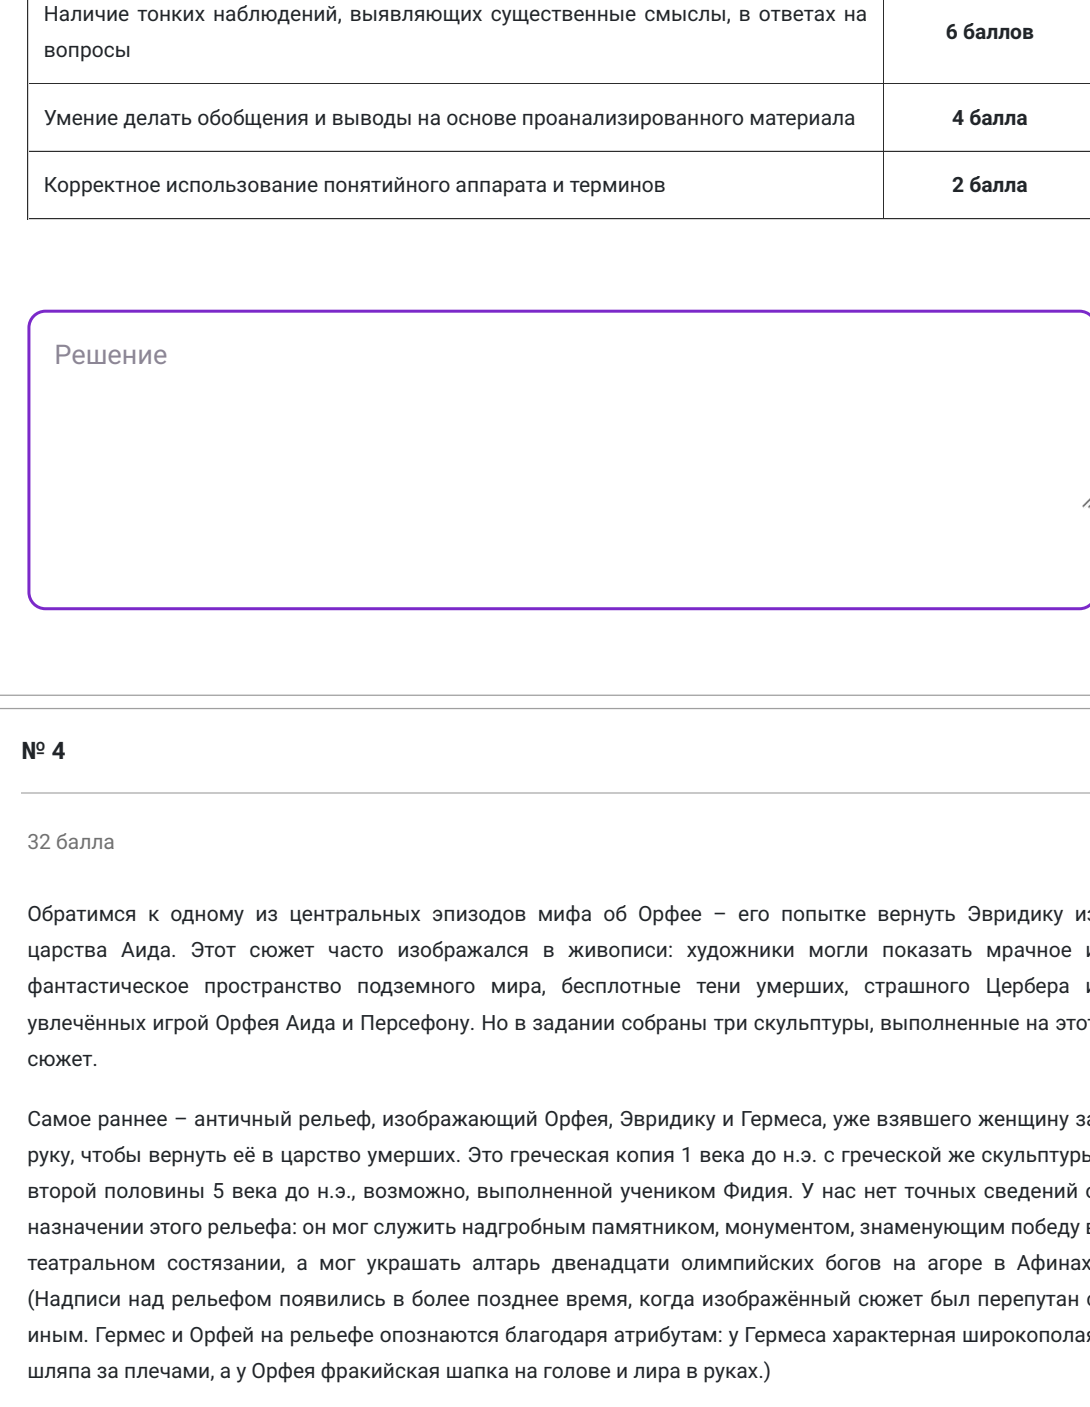 Наличие тонких наблюдений, выявляющих существенные смыслы, в ответах на
вопросы
6 баллов
Умение делать обобщения и выводы на основе проанализированного материала
4 балла
Корректное использование понятийного аппарата и терминов
2 балла
Решение
№ 4
32 балла
Обратимся к одному из центральных эпизодов мифа об Орфее – его попытке вернуть Эвридику из
царства Аида. Этот сюжет часто изображался в живописи: художники могли показать мрачное и
фантастическое пространство подземного мира, бесплотные тени умерших, страшного Цербера и
увлечённых игрой Орфея Аида и Персефону. Но в задании собраны три скульптуры, выполненные на этот
сюжет.
Самое раннее – античный рельеф, изображающий Орфея, Эвридику и Гермеса, уже взявшего женщину за
руку, чтобы вернуть её в царство умерших. Это греческая копия 1 века до н.э. с греческой же скульптуры
второй половины 5 века до н.э., возможно, выполненной учеником Фидия. У нас нет точных сведений о
назначении этого рельефа: он мог служить надгробным памятником, монументом, знаменующим победу в
театральном состязании, а мог украшать алтарь двенадцати олимпийских богов на агоре в Афинах.
(Надписи над рельефом появились в более позднее время, когда изображённый сюжет был перепутан с
иным. Гермес и Орфей на рельефе опознаются благодаря атрибутам: у Гермеса характерная широкополая
шляпа за плечами, а у Орфея фракийская шапка на голове и лира в руках.)